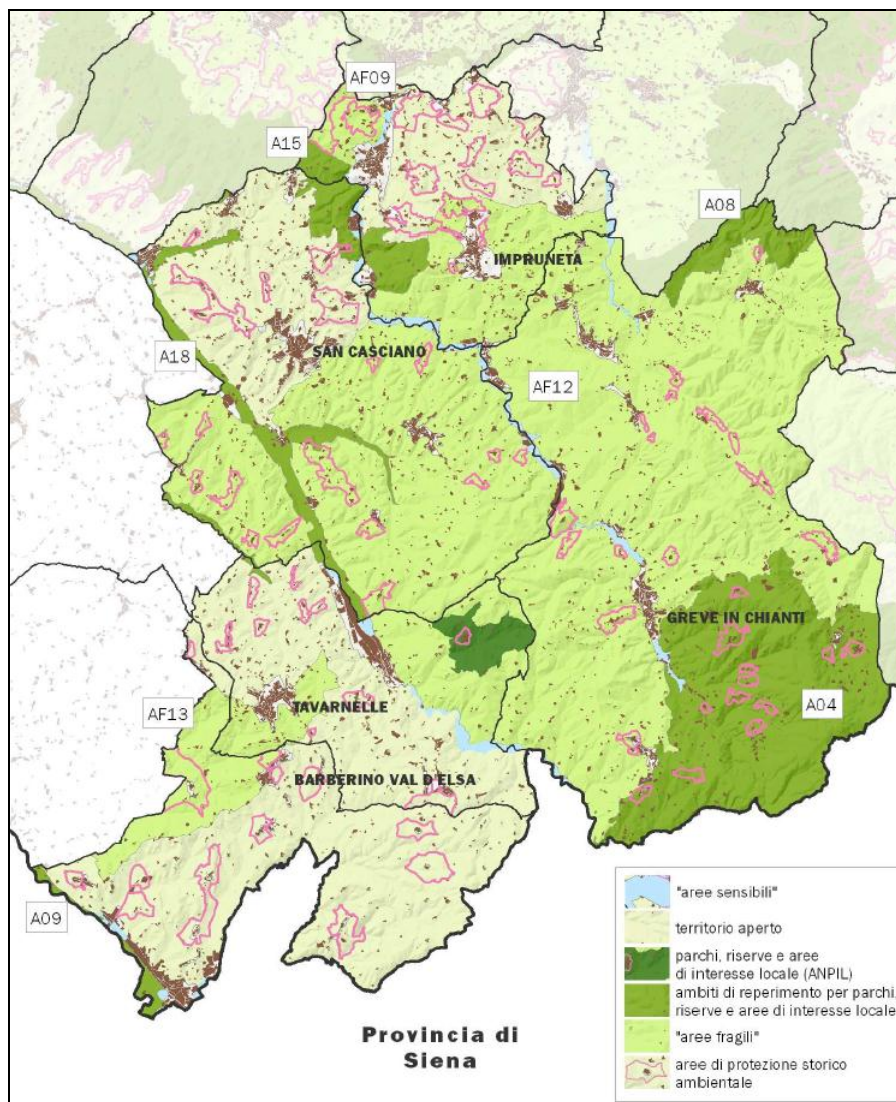 AF09
A15
A08
IMPRUNETA
SAN CASCIANO
A18
AF12
GREVE IN CHIANTI
AF13
TAVARNELLE
A04
BARBERINO VAL D'ELSA
A09
"aree sensibili"
territorio aperto
parchi, riserve e aree
di interesse locale (ANPIL)
ambiti di reperimento per parchi,
riserve e aree di interesse locale
"aree fragili"
aree di protezione storico
ambientale
Provincia di
Siena